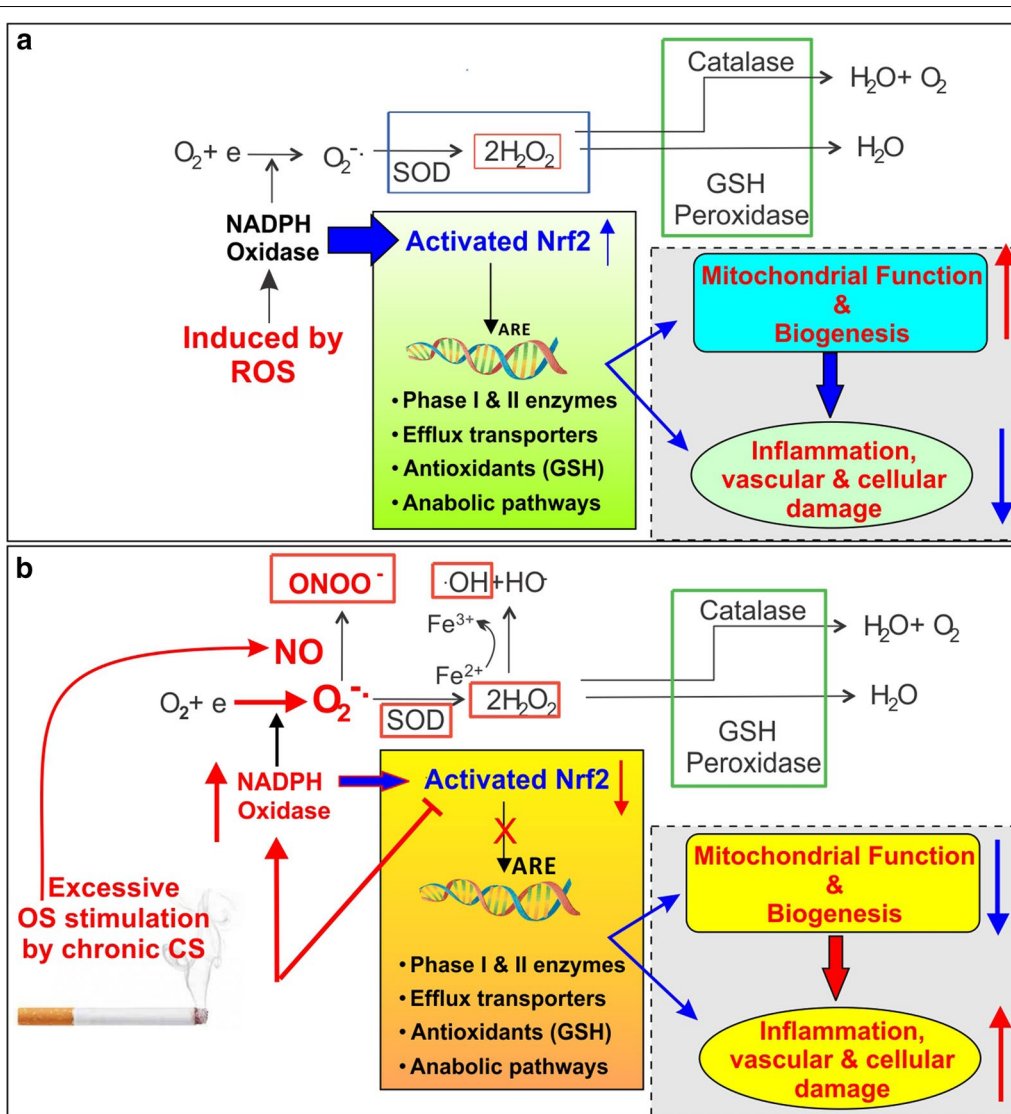 a
Catalase
H₂O+ O₂
O₂+ e
O₂⁻·
SOD
2H₂O₂
H₂O
GSH
Peroxidase
NADPH
Oxidase
Activated Nrf2
Induced by
ROS
ARE
• Phase I & II enzymes
• Efflux transporters
• Antioxidants (GSH)
• Anabolic pathways
Mitochondrial Function
&
Biogenesis
Inflammation,
vascular & cellular
damage
b
ONOO⁻
·OH+HO⁻
Fe³⁺
Fe²⁺
NO
O₂+ e
O₂⁻·
SOD
2H₂O₂
Catalase
H₂O+ O₂
H₂O
GSH
Peroxidase
NADPH
Oxidase
Activated Nrf2
X
ARE
Excessive
OS stimulation
by chronic CS
• Phase I & II enzymes
• Efflux transporters
• Antioxidants (GSH)
• Anabolic pathways
Mitochondrial Function
&
Biogenesis
Inflammation,
vascular & cellular
damage